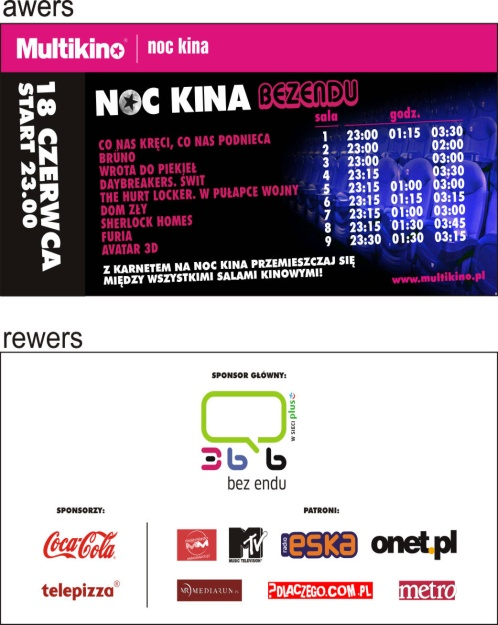 awers
Multikino® noc kina
18 CZERWCA
START 23.00
NOC KINA BEZENDU
sala godz.
CO NAS KRĘCI, CO NAS PODNIECA 1 23:00 01:15 03:30
BRÜNO 2 23:00 02:00
WROTA DO PIEKIEŁ 3 23:00 03:00
DAYBREAKERS. ŚWIT 4 23:15 03:30
THE HURT LOCKER. W PUŁAPCE WOJNY 5 23:15 01:00 03:00
DOM ZŁY 6 23:15 01:15 03:15
SHERLOCK HOMES 7 23:15 01:00 03:00
FURIA 8 23:15 01:30 03:45
AVATAR 3D 9 23:30 01:30 03:15
Z KARNETEM NA NOC KINA PRZEMIESZCZAJ SIĘ
MIĘDZY WSZYSTKIMI SALAMI KINOWYMI!
www.multikino.pl
rewers
SPONSOR GŁÓWNY:
W SIECI plus
3bb
bez endu
SPONSORZY: PATRONI:
Coca-Cola MM MTV MUSIC TELEVISION radio eska onet.pl
telepizza® MEDIARUN.PL ?DLACZEGO.COM.PL metro